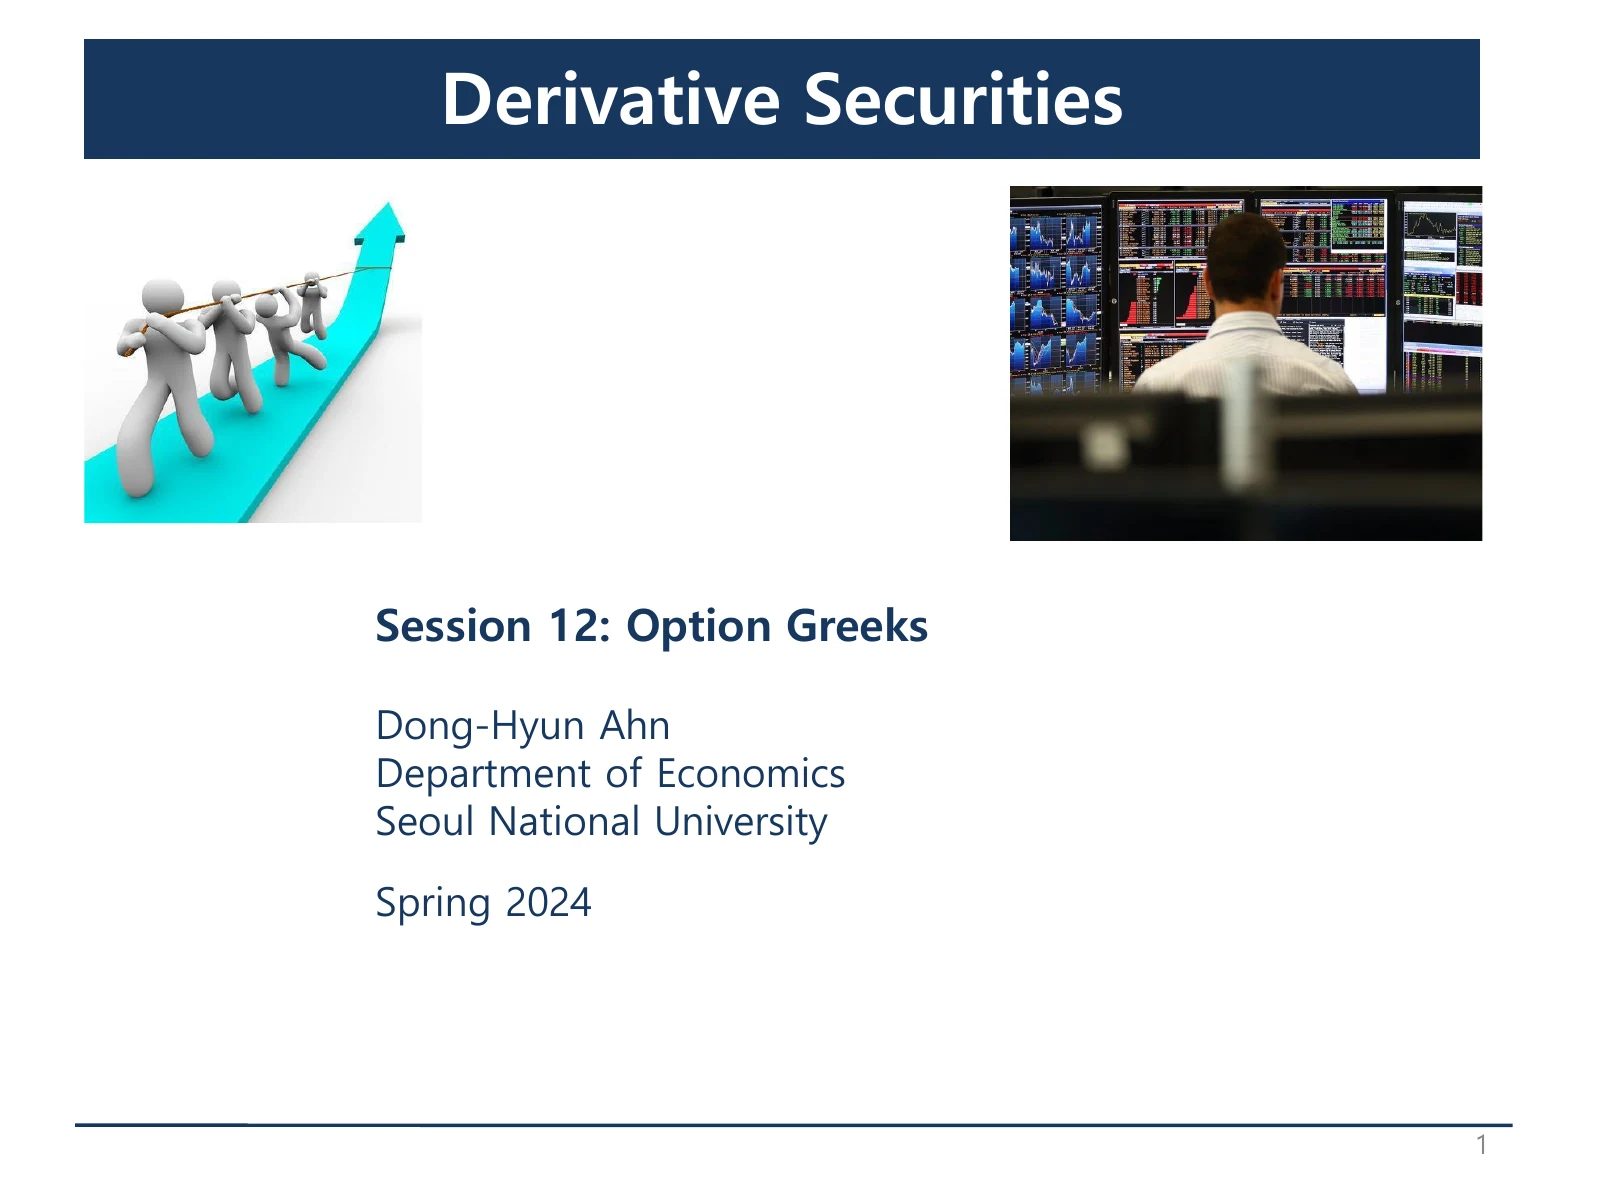 Derivative Securities
Session 12: Option Greeks
Dong-Hyun Ahn
Department of Economics
Seoul National University
Spring 2024
1